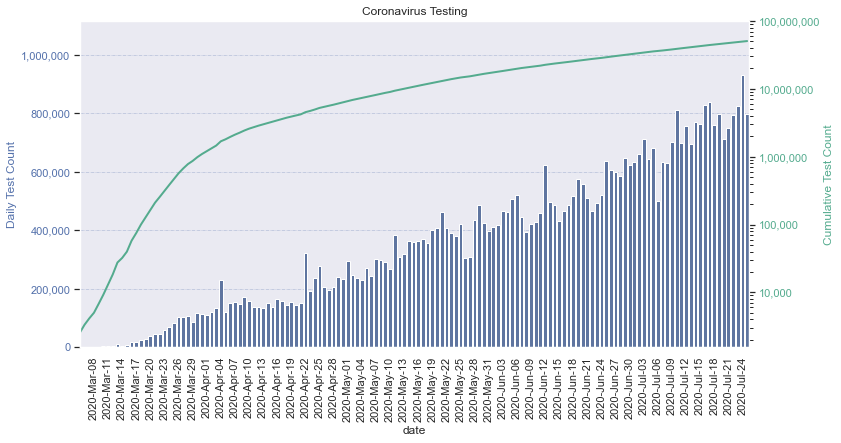 Coronavirus Testing
Daily Test Count
1,000,000
800,000
600,000
400,000
200,000
0
100,000,000
10,000,000
1,000,000
100,000
10,000
Cumulative Test Count
2020-Mar-08
2020-Mar-11
2020-Mar-14
2020-Mar-17
2020-Mar-20
2020-Mar-23
2020-Mar-26
2020-Mar-29
2020-Apr-01
2020-Apr-04
2020-Apr-07
2020-Apr-10
2020-Apr-13
2020-Apr-16
2020-Apr-19
2020-Apr-22
2020-Apr-25
2020-Apr-28
2020-May-01
2020-May-04
2020-May-07
2020-May-10
2020-May-13
2020-May-16
2020-May-19
2020-May-22
2020-May-25
2020-May-28
2020-May-31
2020-Jun-03
2020-Jun-06
2020-Jun-09
2020-Jun-12
2020-Jun-15
2020-Jun-18
2020-Jun-21
2020-Jun-24
2020-Jun-27
2020-Jun-30
2020-Jul-03
2020-Jul-06
2020-Jul-09
2020-Jul-12
2020-Jul-15
2020-Jul-18
2020-Jul-21
2020-Jul-24
date